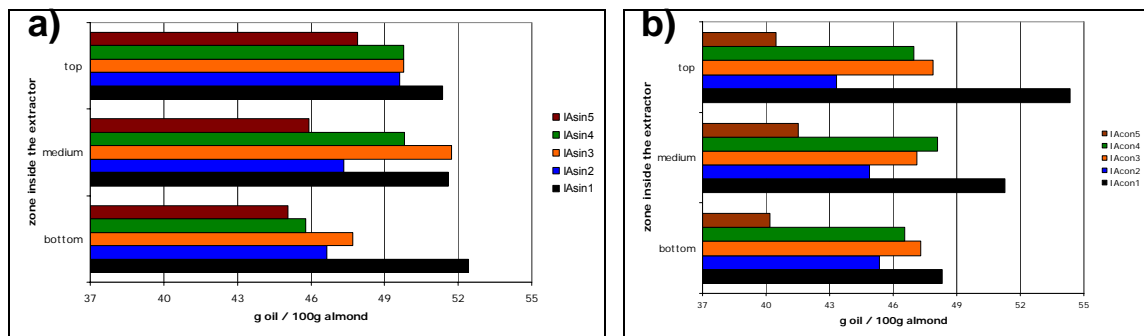 a)
zone inside the extractor
top
medium
bottom
37 40 43 46 49 52 55
g oil / 100g almond
IAsin5
IAsin4
IAsin3
IAsin2
IAsin1
b)
zone inside the extractor
top
medium
bottom
37 40 43 46 49 52 55
g oil / 100g almond
IAcon5
IAcon4
IAcon3
IAcon2
IAcon1